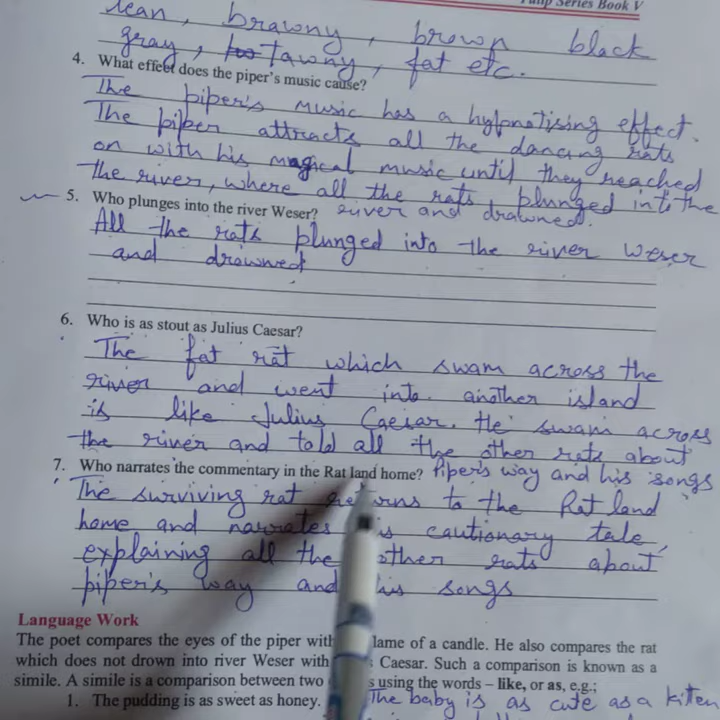 Tulip Series Book V
lean, brawny, brown black
gray, too Tawny, fat etc.
4. What effect does the piper's music cause?
The piper's music has a hypnotising effect.
The piper attracts all the dancing rats
on with his magical music until they reached
the river, where all the rats plunged into the
5. Who plunges into the river Weser? river and drawned.
All the rats plunged into the river weser
and drowned
6. Who is as stout as Julius Caesar?
The fat rat which swam across the
river and went into another island
is like Julius Caesar. He swam across
the river and told all the other rats about
7. Who narrates the commentary in the Rat land home? Piper's way and his songs
The surviving rat returns to the Rat land
home and narrates is cautionary tale,
explaining all the other rats about
piper's way and his songs
Language Work
The poet compares the eyes of the piper with lame of a candle. He also compares the rat
which does not drown into river Weser with Caesar. Such a comparison is known as a
simile. A simile is a comparison between two s using the words – like, or as, e.g.;
1. The pudding is as sweet as honey. The baby is as cute as a kitten